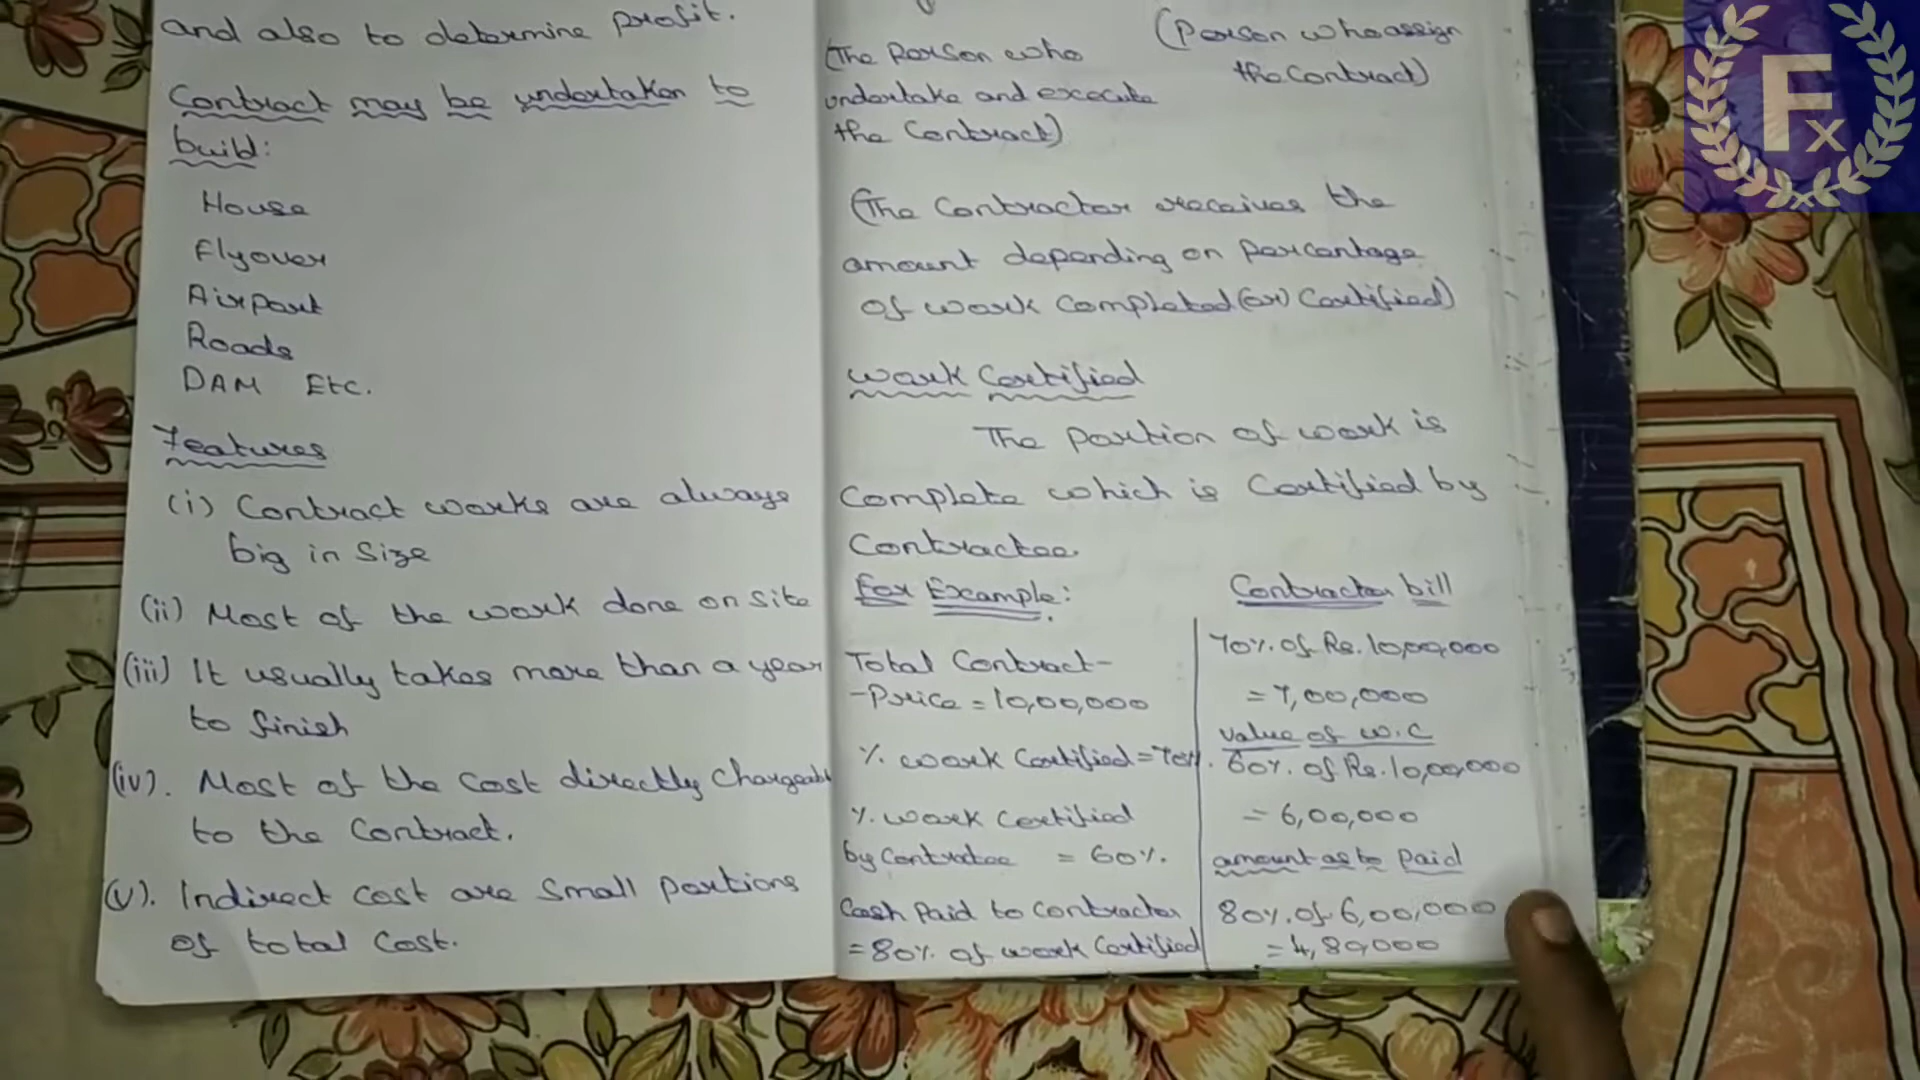 and also to determine profit.
Contract may be undertaken to
build:
House
Flyover
Airport
Roads
DAM Etc.
Features
(i) Contract works are always
big in Size
(ii) Most of the work done on site
(iii) It usually takes more than a year
to finish
(iv). Most of the Cost directly Chargeable
to the Contract.
(v). Indirect Cost are Small portions
of total Cost.
(The Person who
undertake and execute
the Contract)
(Person who assign
the Contract)
(The Contractor receives the
amount depending on Percentage
of work Completed (or) Certified)
Work Certified
The Portion of work is
Complete which is Certified by
Contractee.
For Example:
Total Contract-
-Price = 10,00,000
% work Certified = 70%.
% work Certified
by Contractee = 60%.
Cash Paid to Contractor
= 80% of work Certified
Contractor bill
70% of Rs. 10,00,000
= 7,00,000
Value of W.C
60% of Rs. 10,00,000
= 6,00,000
amount as to Paid
80% of 6,00,000
= 4,80,000
Fx